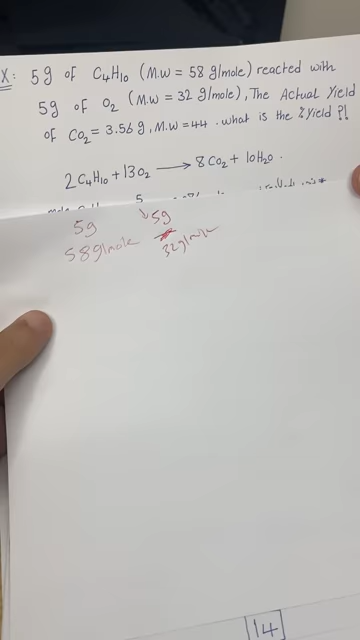 X: 5g of C₄H₁₀ (M.W = 58 g/mole) reacted with
5g of O₂ (M.W = 32 g/mole), The Actual Yield
of CO₂ = 3.56 g, M.W = 44. what is the % yield ?!
2C₄H₁₀ + 13O₂ → 8CO₂ + 10H₂O.
5
5g ↓ 5g
58g/mole 32g/mole
14